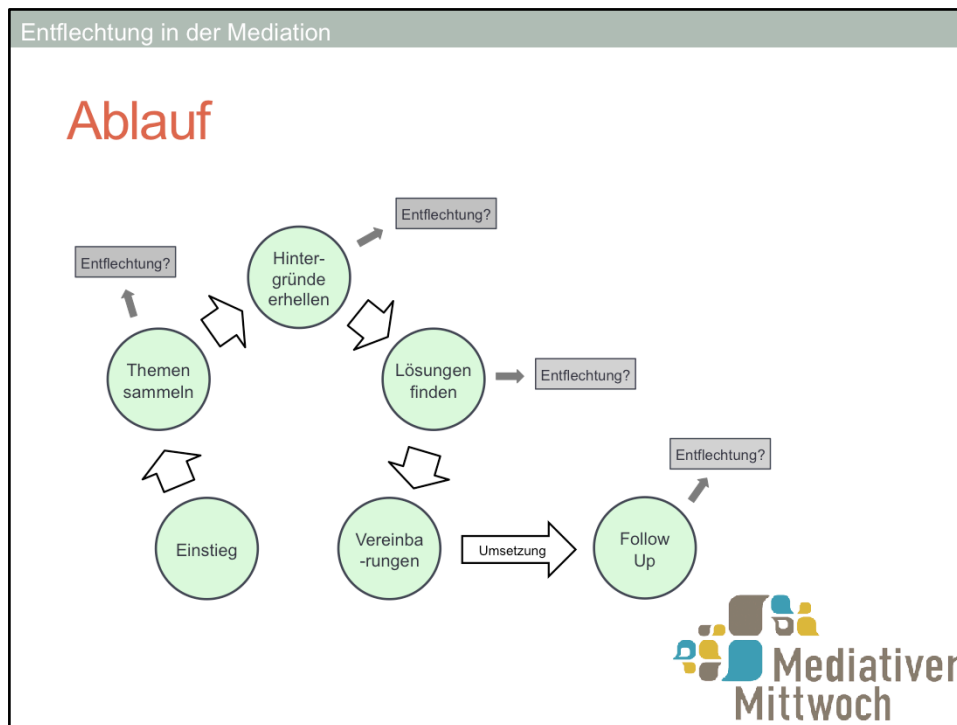 Entflechtung in der Mediation
Ablauf
Entflechtung?
Hinter-
gründe
erhellen
Entflechtung?
Themen
sammeln
Lösungen
finden
Entflechtung?
Einstieg
Vereinba
-rungen
Umsetzung
Follow
Up
Entflechtung?
Mediativer
Mittwoch